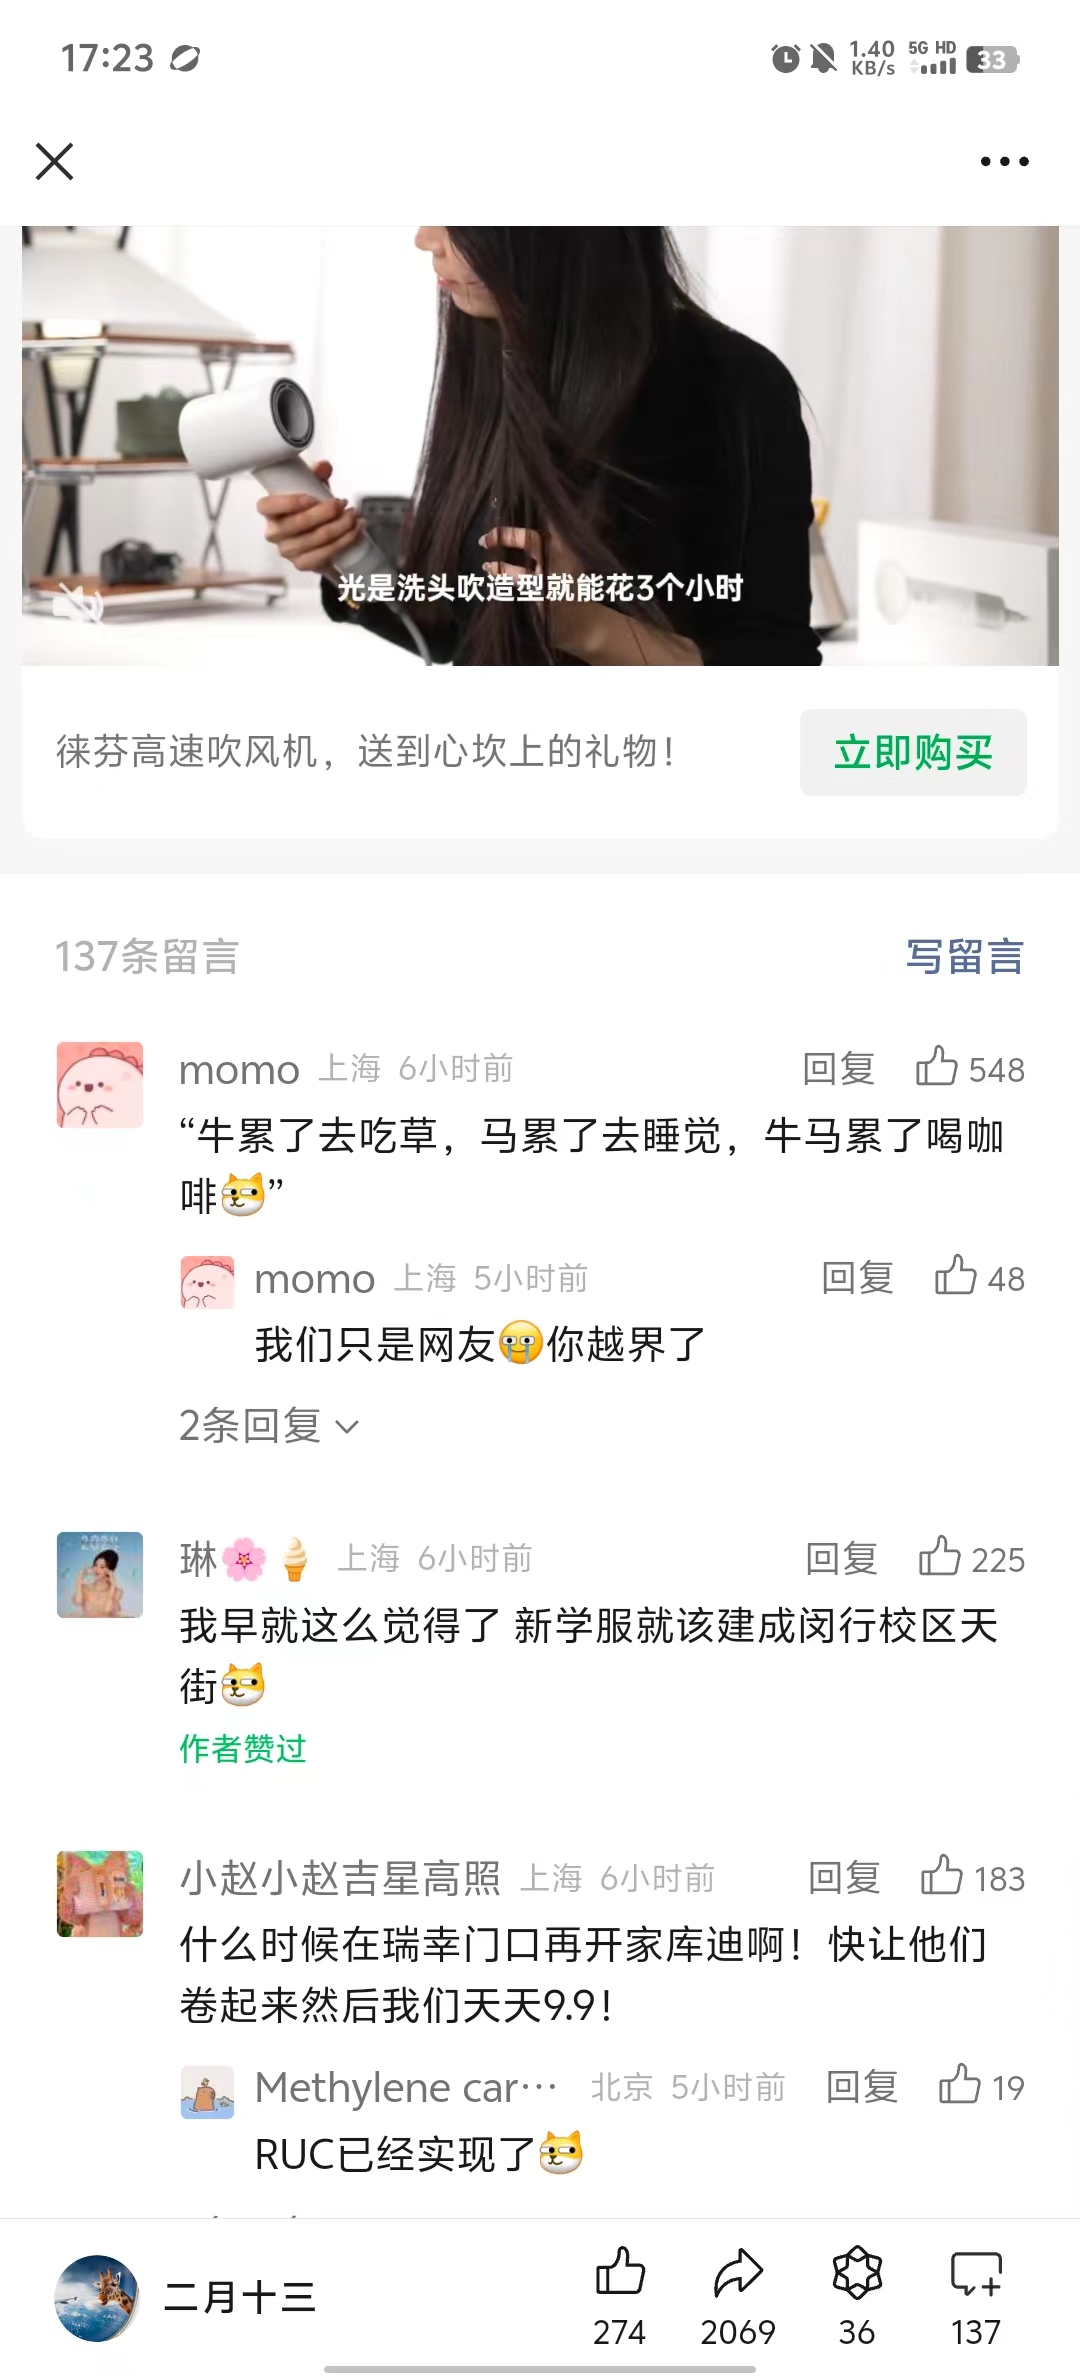 17:23
1.40 KB/s 5G HD 33
光是洗头吹造型就能花3个小时
徕芬高速吹风机，送到心坎上的礼物！ 立即购买
137条留言 写留言
momo 上海 6小时前 回复 548
“牛累了去吃草，马累了去睡觉，牛马累了喝咖
啡”
momo 上海 5小时前 回复 48
我们只是网友😭你越界了
2条回复
琳🌸🍦 上海 6小时前 回复 225
我早就这么觉得了 新学服就该建成闵行校区天
街
作者赞过
小赵小赵吉星高照 上海 6小时前 回复 183
什么时候在瑞幸门口再开家库迪啊！快让他们
卷起来然后我们天天9.9！
Methylene car… 北京 5小时前 回复 19
RUC已经实现了
二月十三 274 2069 36 137